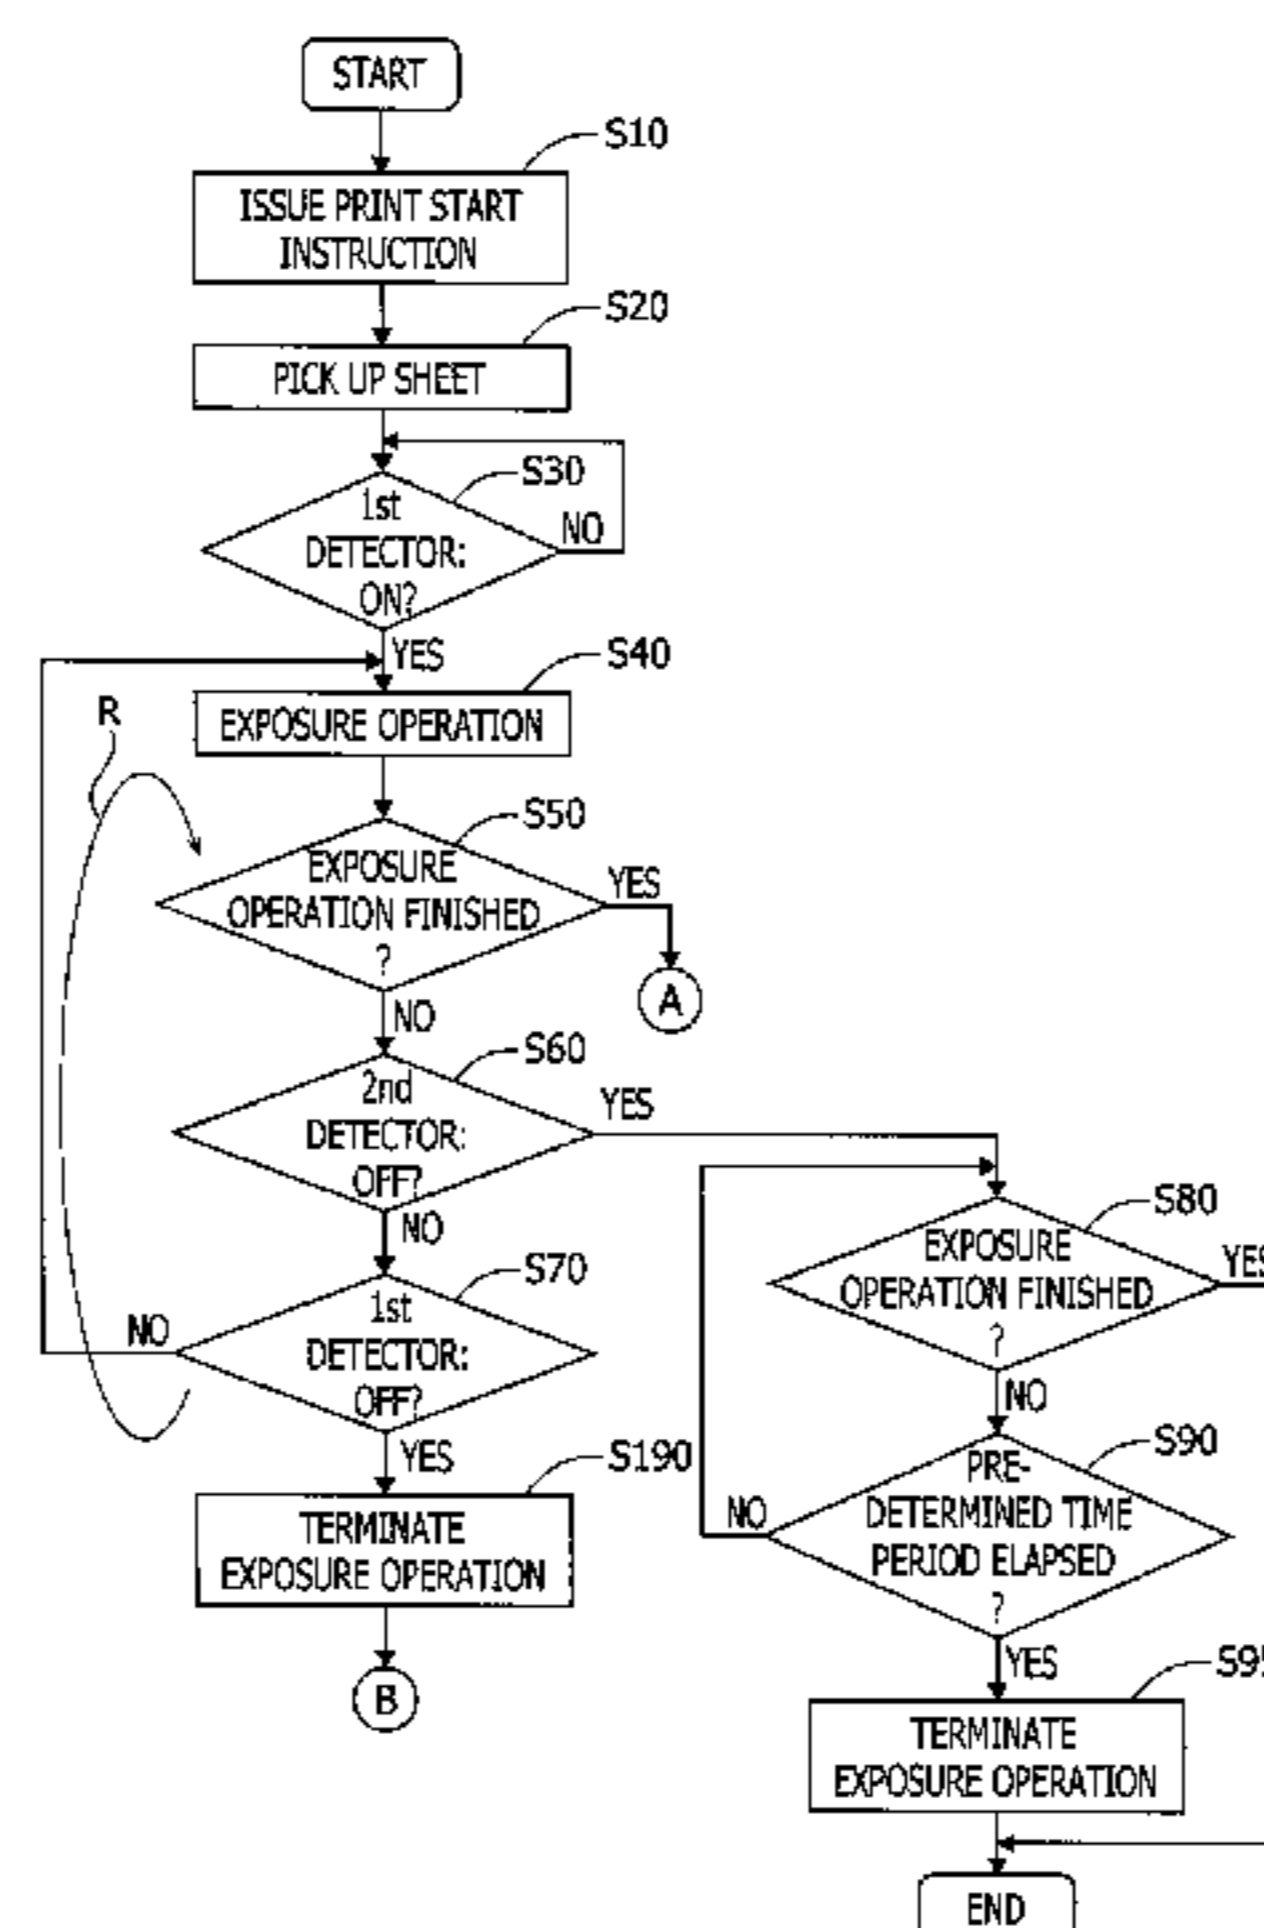 START
S10
ISSUE PRINT START
INSTRUCTION
S20
PICK UP SHEET
S30
1st
DETECTOR:
ON?
NO
YES
S40
EXPOSURE OPERATION
R
S50
EXPOSURE
OPERATION FINISHED
?
YES
A
NO
S60
2nd
DETECTOR:
OFF?
YES
NO
S70
1st
DETECTOR:
OFF?
NO
YES
S190
TERMINATE
EXPOSURE OPERATION
B
S80
EXPOSURE
OPERATION FINISHED
?
YES
NO
S90
PRE-
DETERMINED TIME
PERIOD ELAPSED
?
NO
YES
S95
TERMINATE
EXPOSURE OPERATION
END